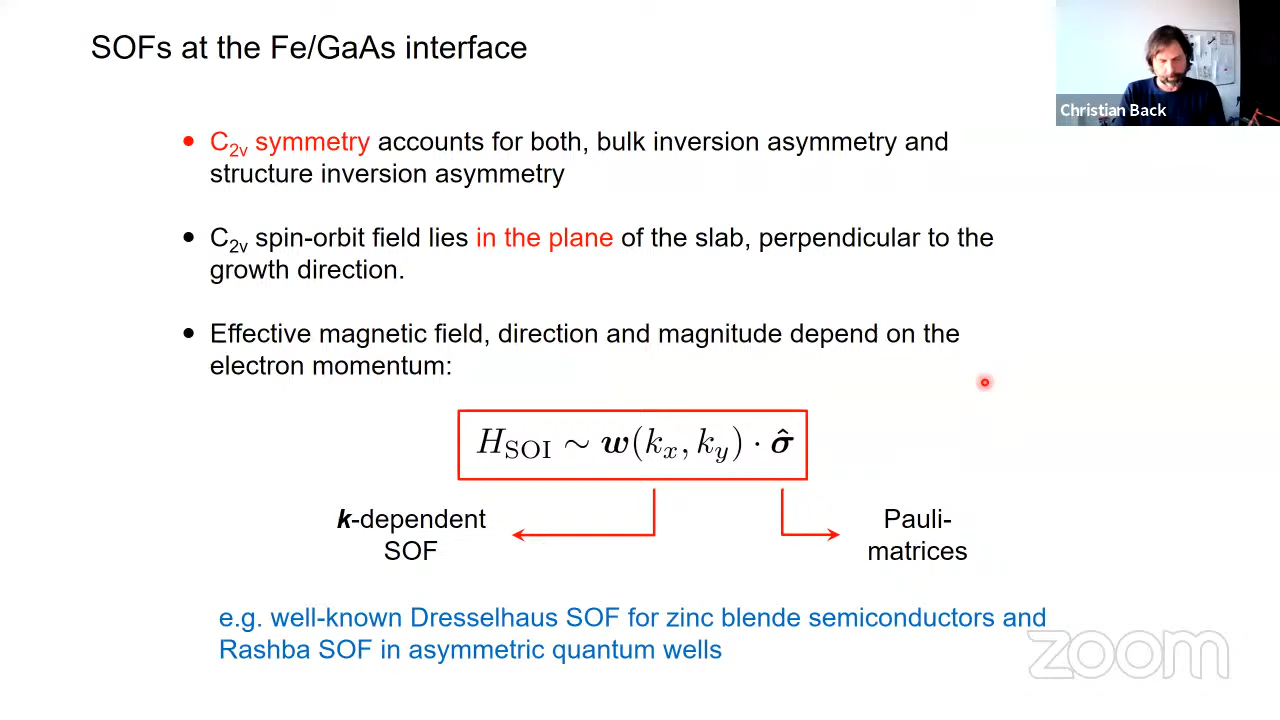 SOFs at the Fe/GaAs interface
Christian Back
• C2v symmetry accounts for both, bulk inversion asymmetry and
structure inversion asymmetry
• C2v spin-orbit field lies in the plane of the slab, perpendicular to the
growth direction.
• Effective magnetic field, direction and magnitude depend on the
electron momentum:
H_SOI ∼ w(k_x, k_y) · σ̂
k-dependent
SOF
Pauli-
matrices
e.g. well-known Dresselhaus SOF for zinc blende semiconductors and
Rashba SOF in asymmetric quantum wells
zoom